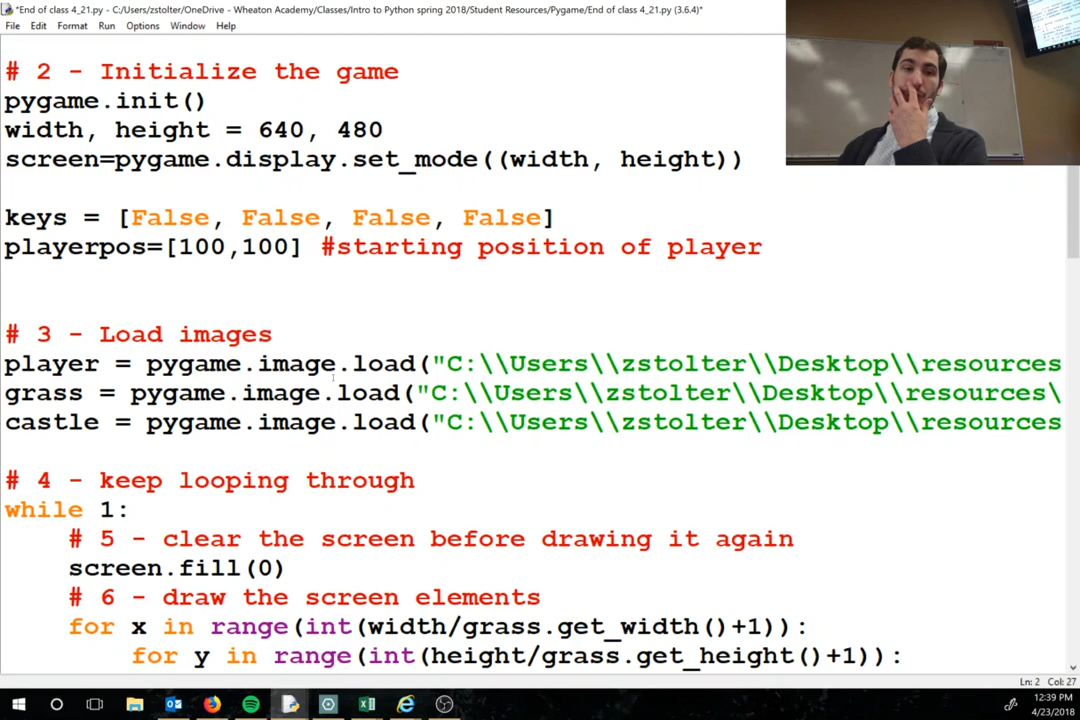 *End of class 4_21.py - C:/Users/zstolter/OneDrive - Wheaton Academy/Classes/Intro to Python spring 2018/Student Resources/Pygame/End of class 4_21.py (3.6.4)*
File Edit Format Run Options Window Help
# 2 - Initialize the game
pygame.init()
width, height = 640, 480
screen=pygame.display.set_mode((width, height))
keys = [False, False, False, False]
playerpos=[100,100] #starting position of player
# 3 - Load images
player = pygame.image.load("C:\\Users\\zstolter\\Desktop\\resources
grass = pygame.image.load("C:\\Users\\zstolter\\Desktop\\resources\
castle = pygame.image.load("C:\\Users\\zstolter\\Desktop\\resources
# 4 - keep looping through
while 1:
    # 5 - clear the screen before drawing it again
    screen.fill(0)
    # 6 - draw the screen elements
    for x in range(int(width/grass.get_width()+1)):
        for y in range(int(height/grass.get_height()+1)):
Ln: 2 Col: 27
12:39 PM
4/23/2018